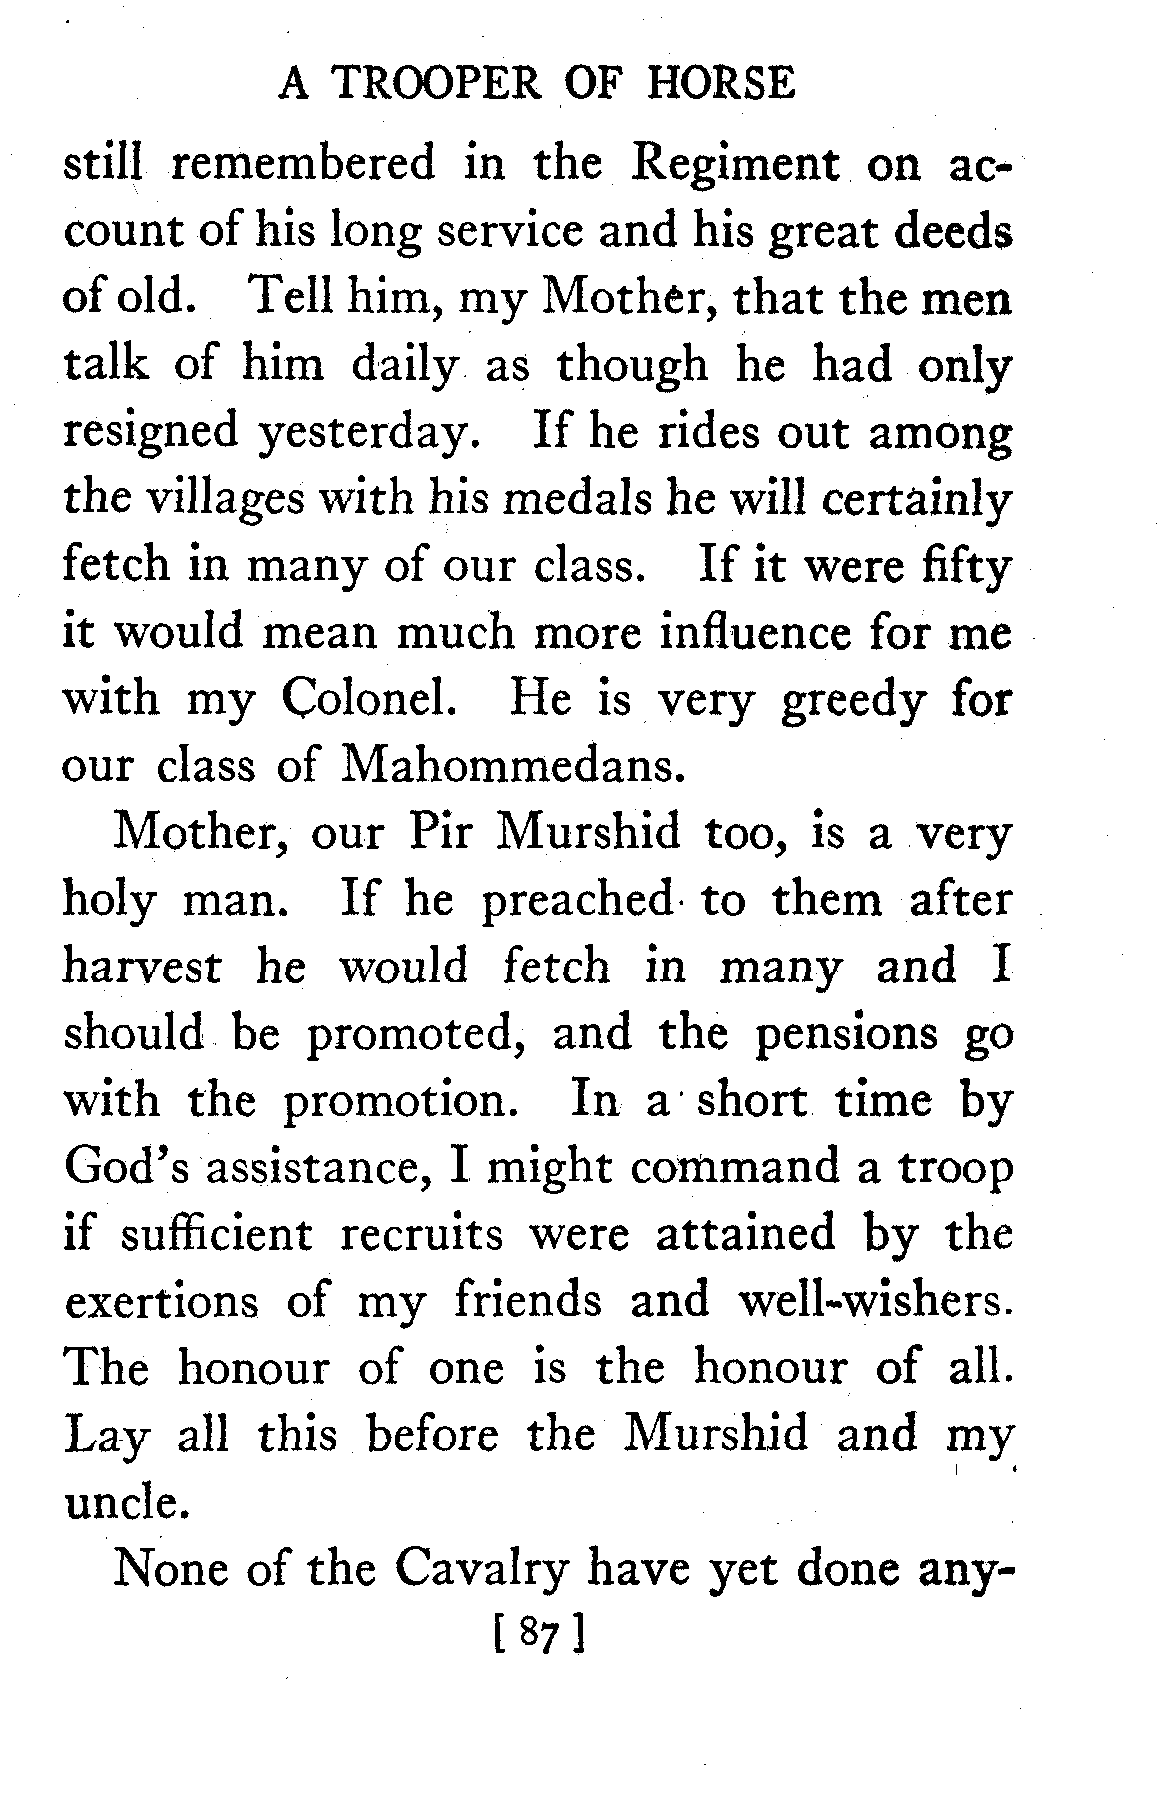 A TROOPER OF HORSE
still remembered in the Regiment on ac-
count of his long service and his great deeds
of old. Tell him, my Mother, that the men
talk of him daily as though he had only
resigned yesterday. If he rides out among
the villages with his medals he will certainly
fetch in many of our class. If it were fifty
it would mean much more influence for me
with my Colonel. He is very greedy for
our class of Mahommedans.
Mother, our Pir Murshid too, is a very
holy man. If he preached to them after
harvest he would fetch in many and I
should be promoted, and the pensions go
with the promotion. In a short time by
God's assistance, I might command a troop
if sufficient recruits were attained by the
exertions of my friends and well-wishers.
The honour of one is the honour of all.
Lay all this before the Murshid and my
uncle.
None of the Cavalry have yet done any-
[ 87 ]